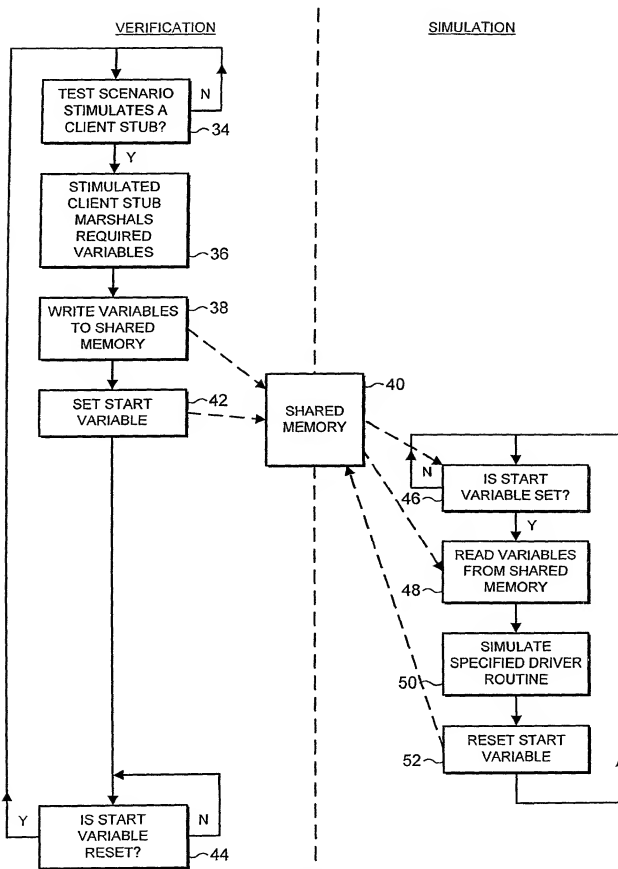 VERIFICATION
SIMULATION
TEST SCENARIO
STIMULATES A
CLIENT STUB?
N
34
Y
STIMULATED
CLIENT STUB
MARSHALS
REQUIRED
VARIABLES
36
WRITE VARIABLES
TO SHARED
MEMORY
38
SET START
VARIABLE
42
SHARED
MEMORY
40
IS START
VARIABLE SET?
N
46
Y
READ VARIABLES
FROM SHARED
MEMORY
48
SIMULATE
SPECIFIED DRIVER
ROUTINE
50
RESET START
VARIABLE
52
IS START
VARIABLE
RESET?
Y
N
44